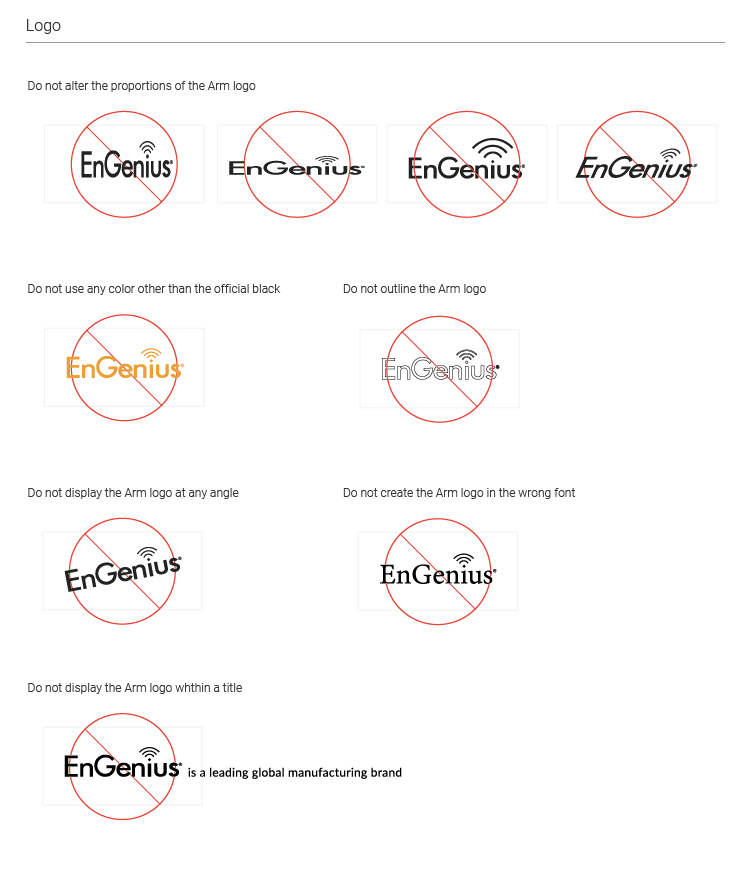 Logo
Do not alter the proportions of the Arm logo
EnGenius®
EnGenius®
EnGenius®
EnGenius®
Do not use any color other than the official black
Do not outline the Arm logo
EnGenius®
EnGenius®
Do not display the Arm logo at any angle
Do not create the Arm logo in the wrong font
EnGenius®
EnGenius®
Do not display the Arm logo whthin a title
EnGenius® is a leading global manufacturing brand